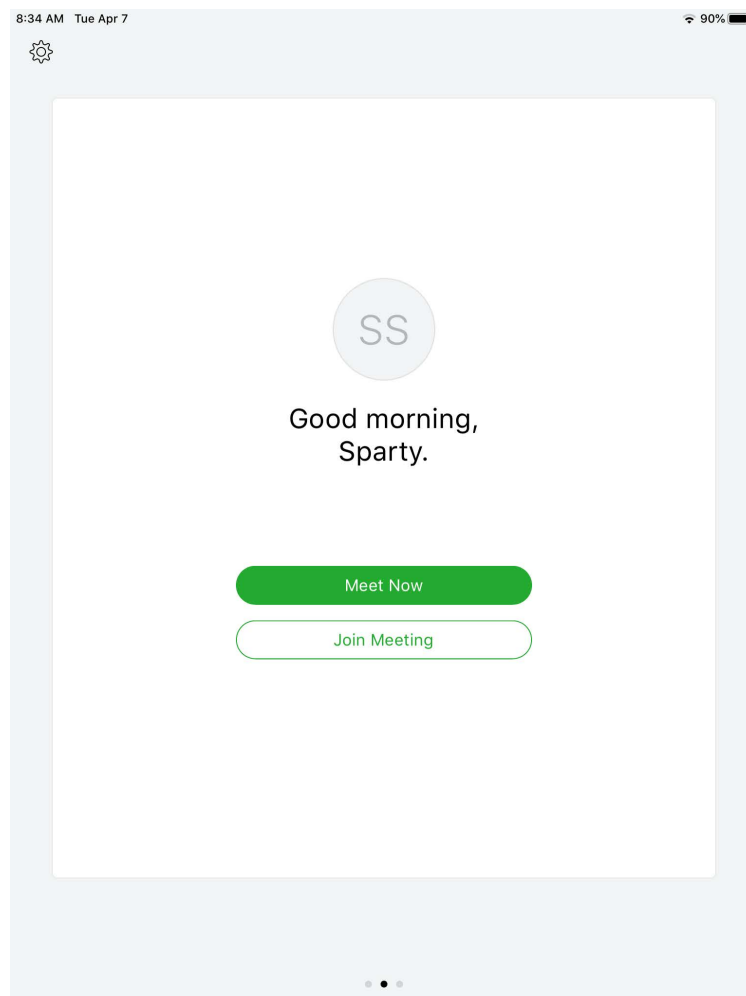 8:34 AM Tue Apr 7 90%
SS
Good morning,
Sparty.
Meet Now
Join Meeting